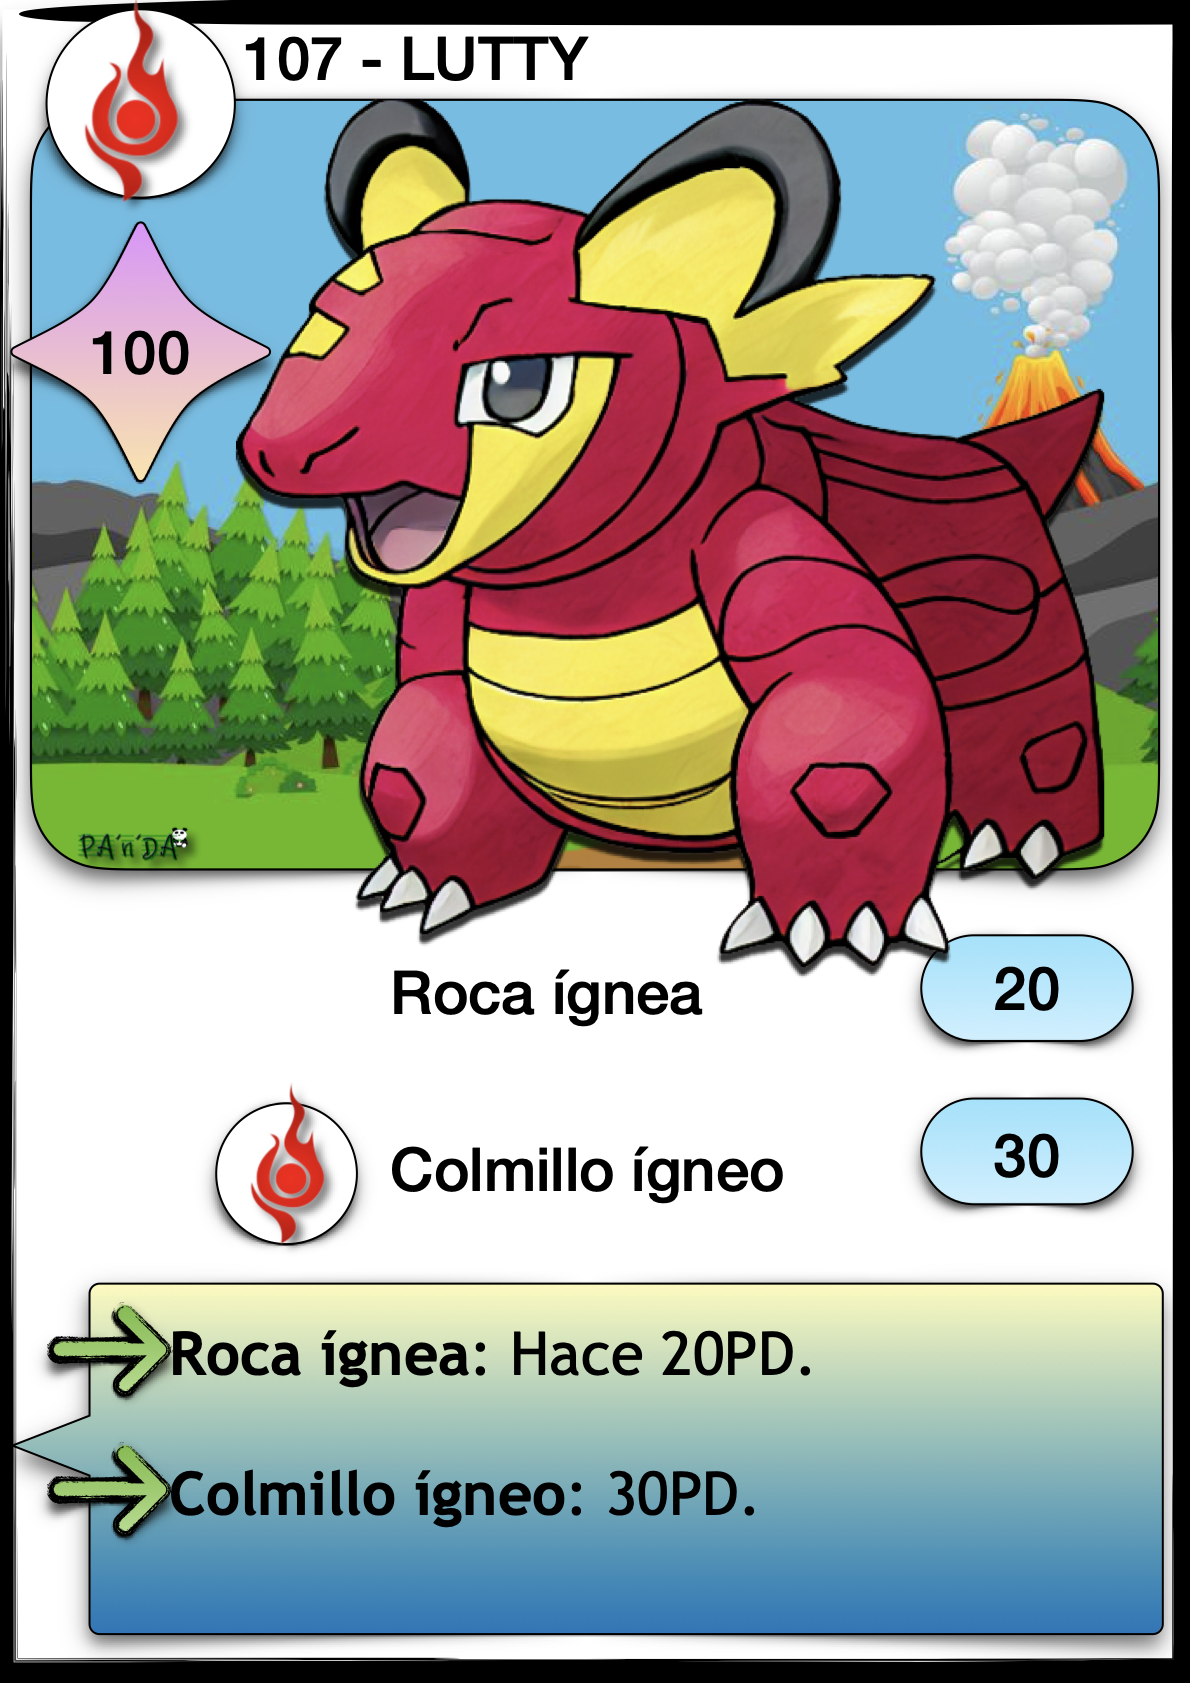 107 - LUTTY
100
PA'n'DA
Roca ígnea
20
Colmillo ígneo
30
Roca ígnea: Hace 20PD.
Colmillo ígneo: 30PD.